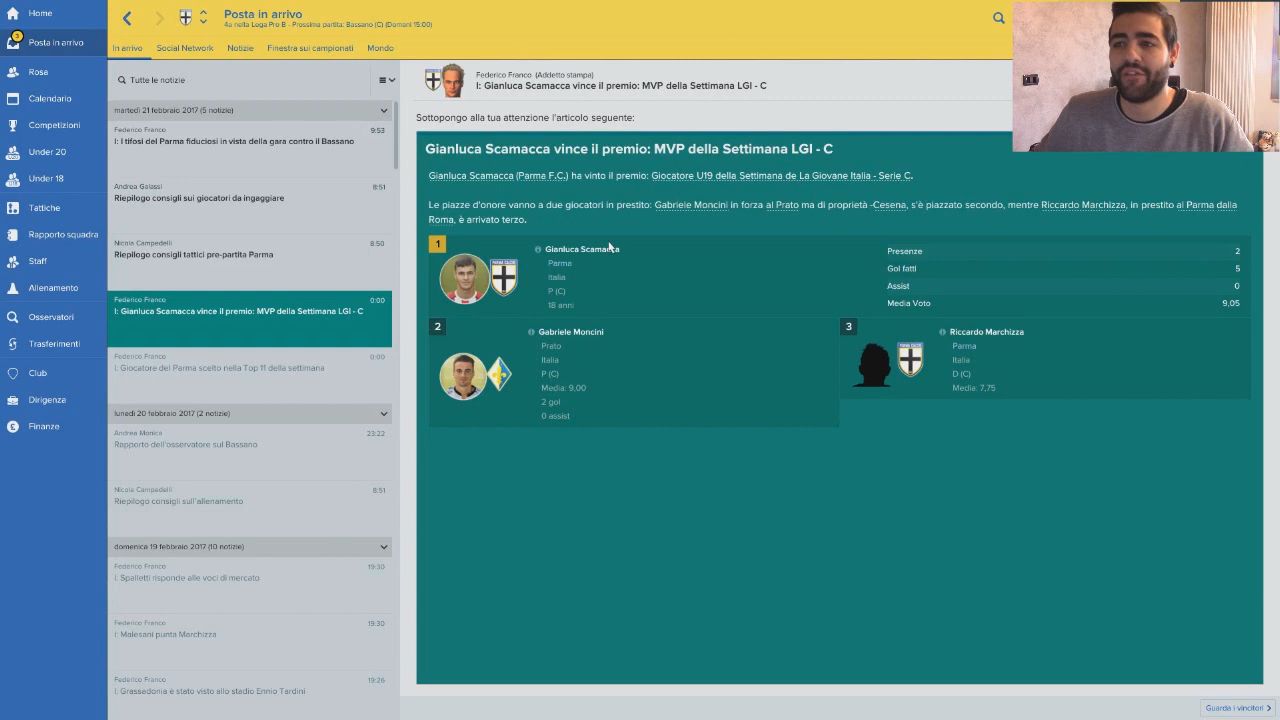 Home
3
Posta in arrivo
Rosa
Calendario
Competizioni
Under 20
Under 18
Tattiche
Rapporto squadra
Staff
Allenamento
Osservatori
Trasferimenti
Club
Dirigenza
Finanze
Posta in arrivo
4a nella Lega Pro B - Prossima partita: Bassano (C) (Domani 15:00)
In arrivo
Social Network
Notizie
Finestra sui campionati
Mondo
Tutte le notizie
martedì 21 febbraio 2017 (5 notizie)
Federico Franco 9:53
I: I tifosi del Parma fiduciosi in vista della gara contro il Bassano
Andrea Galassi 8:51
Riepilogo consigli sui giocatori da ingaggiare
Nicola Campedelli 8:50
Riepilogo consigli tattici pre-partita Parma
Federico Franco 0:00
I: Gianluca Scamacca vince il premio: MVP della Settimana LGI - C
Federico Franco 0:00
I: Giocatore del Parma scelto nella Top 11 della settimana
lunedì 20 febbraio 2017 (2 notizie)
Andrea Monica 23:22
Rapporto dell'osservatore sul Bassano
Nicola Campedelli 8:51
Riepilogo consigli sull'allenamento
domenica 19 febbraio 2017 (10 notizie)
Federico Franco 19:30
I: Spalletti risponde alle voci di mercato
Federico Franco 19:30
I: Malesani punta Marchizza
Federico Franco 19:26
I: Grassadonia è stato visto allo stadio Ennio Tardini
Federico Franco (Addetto stampa)
I: Gianluca Scamacca vince il premio: MVP della Settimana LGI - C
Sottopongo alla tua attenzione l'articolo seguente:
Gianluca Scamacca vince il premio: MVP della Settimana LGI - C
Gianluca Scamacca (Parma F.C.) ha vinto il premio: Giocatore U19 della Settimana de La Giovane Italia - Serie C.
Le piazze d'onore vanno a due giocatori in prestito: Gabriele Moncini in forza al Prato ma di proprietà -Cesena, s'è piazzato secondo, mentre Riccardo Marchizza, in prestito al Parma dalla
Roma, è arrivato terzo.
1
Gianluca Scamacca
Parma
Italia
P (C)
18 anni
Presenze 2
Gol fatti 5
Assist 0
Media Voto 9,05
2
Gabriele Moncini
Prato
Italia
P (C)
Media: 9,00
2 gol
0 assist
3
Riccardo Marchizza
Parma
Italia
D (C)
Media: 7,75
Guarda i vincitori